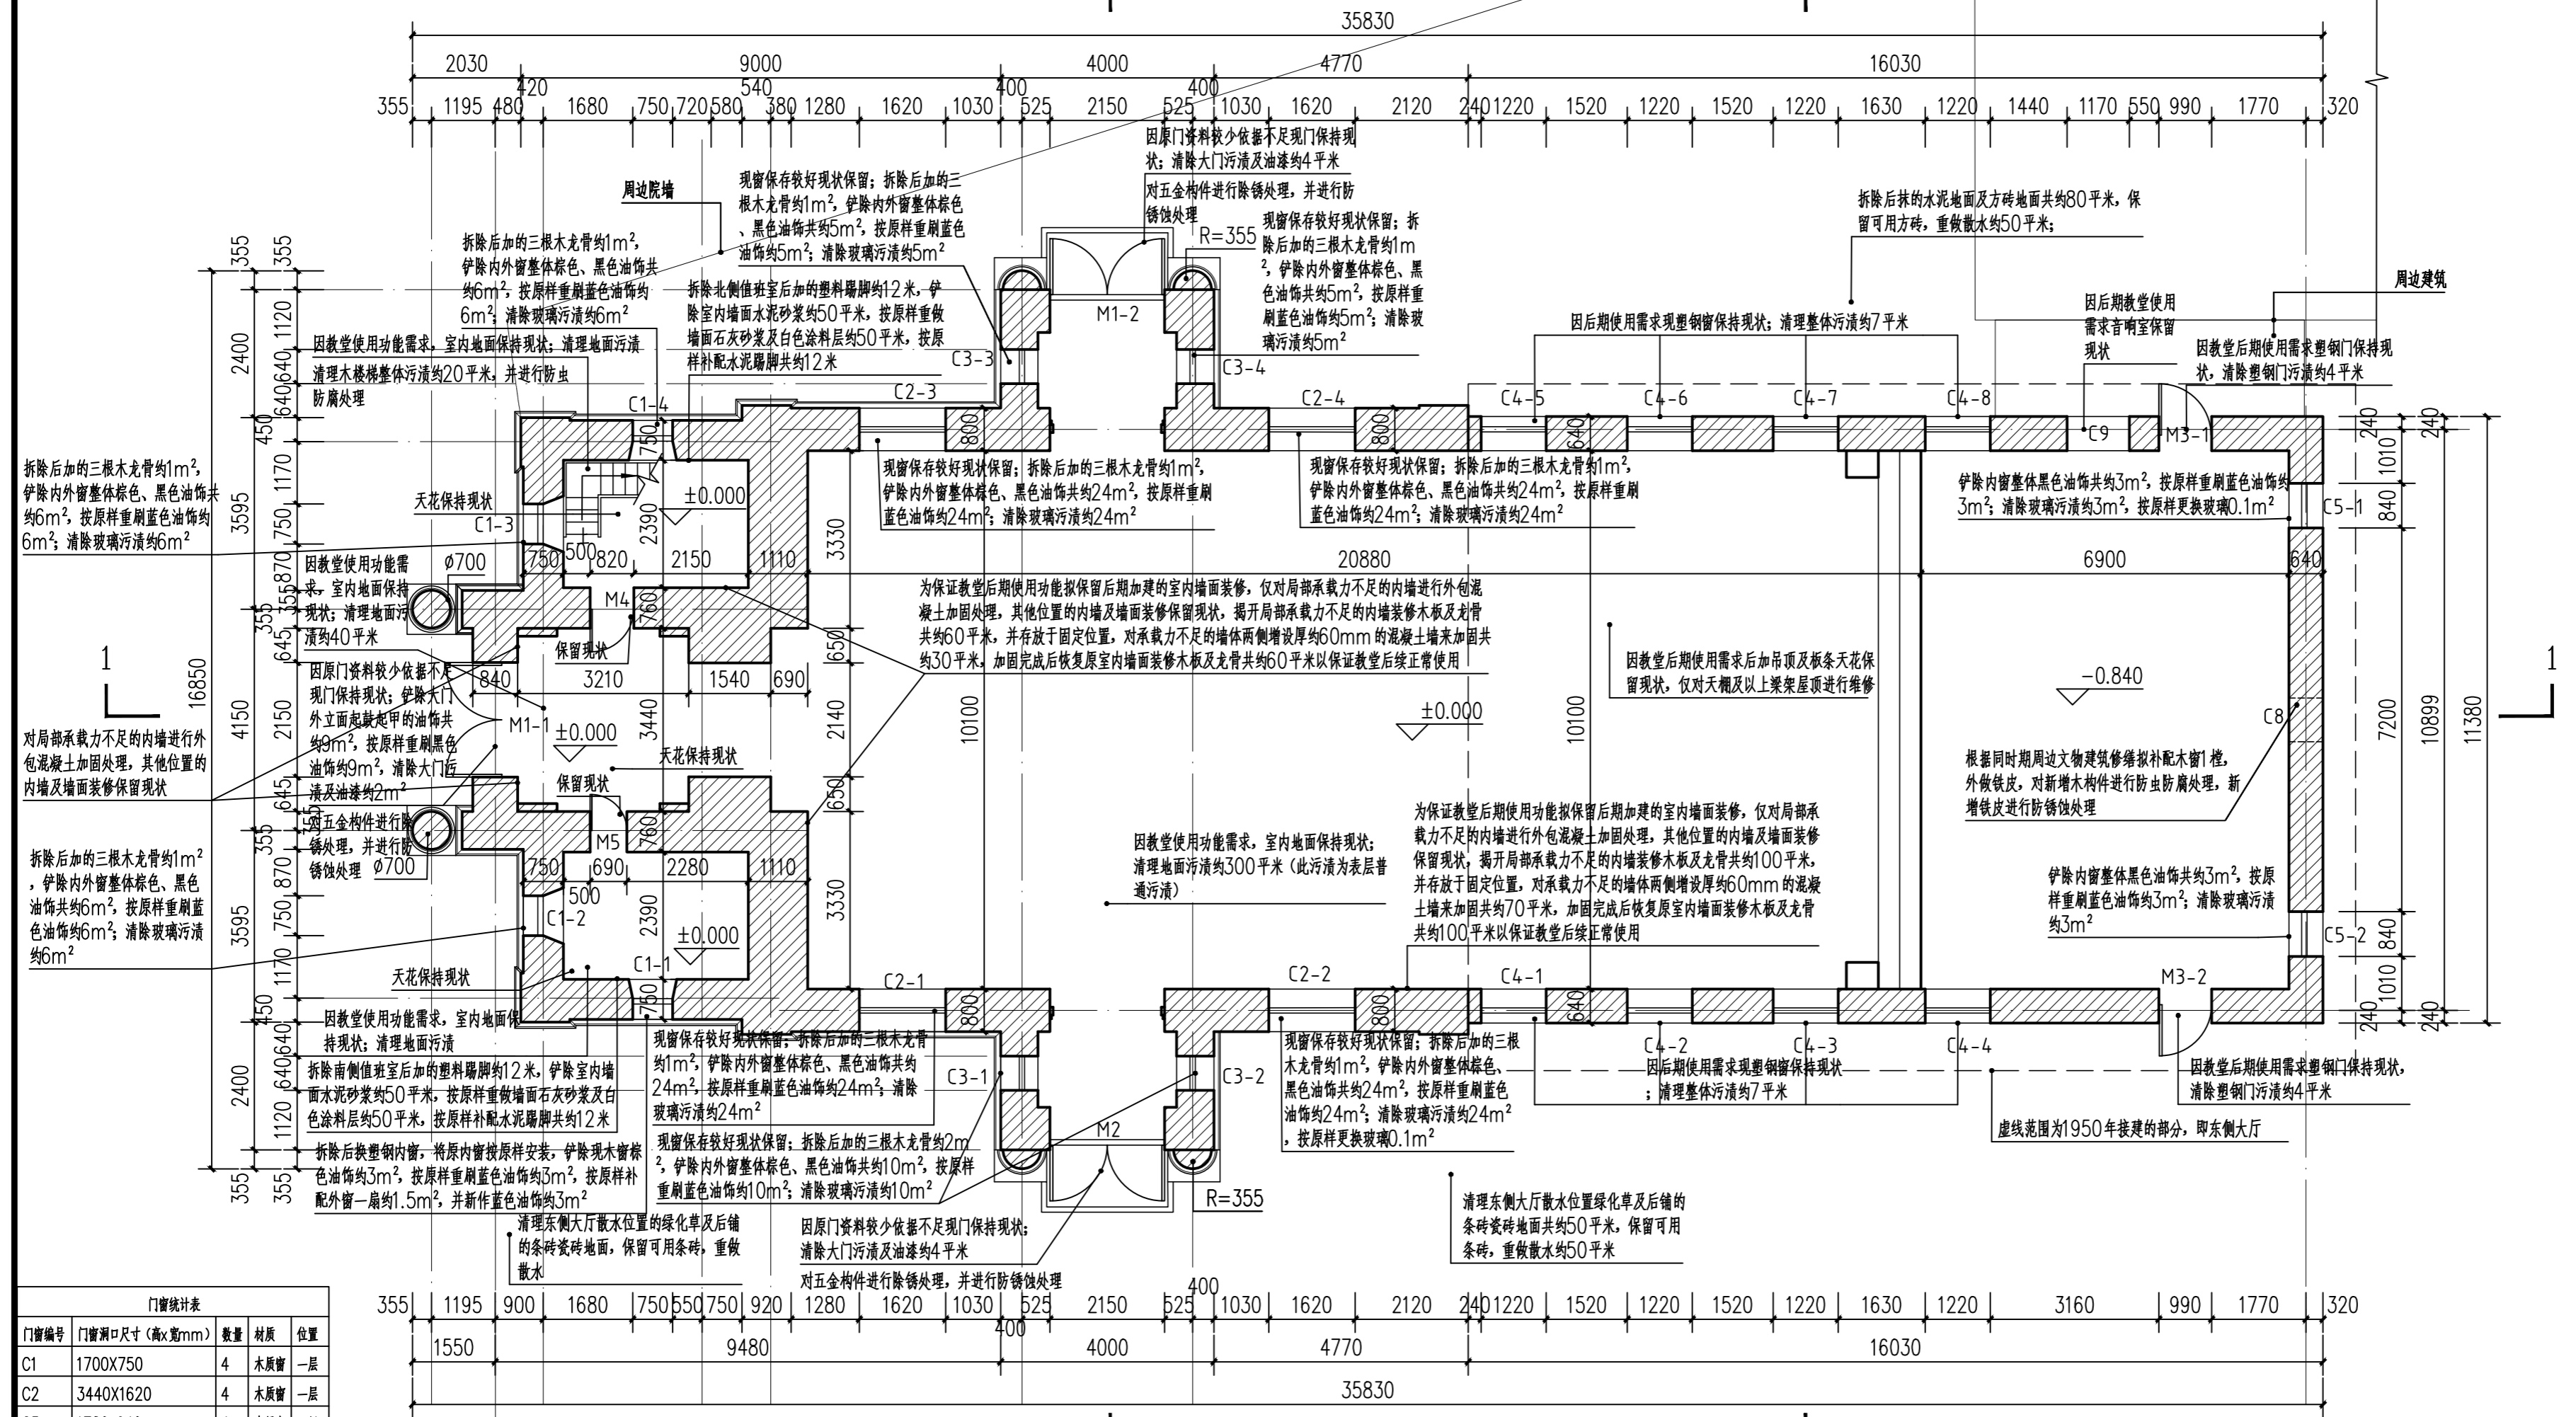 35830
2030 9000 4000 4770 16030
420 540 400 400
355 1195 480 1680 750 720 580 380 1280 1620 1030 525 2150 525 1030 1620 2120 240 1220 1520 1220 1520 1220 1630 1220 1440 1170 550 990 1770 320
因原门资料较少依据不足现门保持现
状；清除大门污渍及油漆约4平米
对五金构件进行除锈处理，并进行防
锈蚀处理
周边院墙
现窗保存较好现状保留；拆除后加的三
根木龙骨约1m²，铲除内外窗整体棕色
、黑色油饰共约5m²，按原样重刷蓝色
油饰约5m²；清除玻璃污渍约5m²
R=355
现窗保存较好现状保留；拆
除后加的三根木龙骨约1m
²，铲除内外窗整体棕色、黑
色油饰共约5m²，按原样重
刷蓝色油饰约5m²；清除玻
璃污渍约5m²
拆除后抹的水泥地面及方砖地面共约80平米，保
留可用方砖，重做散水约50平米；
周边建筑
拆除后加的三根木龙骨约1m²，
铲除内外窗整体棕色、黑色油饰共
约6m²，按原样重刷蓝色油饰约
6m²；清除玻璃污渍约6m²
拆除北侧值班室后加的塑料踢脚约12米，铲
除室内墙面水泥砂浆约50平米，按原样重做
墙面石灰砂浆及白色涂料层约50平米，按原
样补配水泥踢脚共约12米
因教堂使用功能需求，室内地面保持现状；清理地面污渍
清理木楼梯整体污渍约20平米，并进行防虫
防腐处理
M1-2
C3-3
C3-4
因后期使用需求现塑钢窗保持现状；清理整体污渍约7平米
因后期教堂使用
需求音响室保留
现状
因教堂后期使用需求塑钢门保持现
状，清除塑钢门污渍约4平米
C1-4
C2-3
C2-4
C4-5
C4-6
C4-7
C4-8
C9
M3-1
355 355
1120
2400
640 640
450
1170
3595
750
870
355
355
645
16850
4150
2150
645
355
355
870
3595
750
1170
450
640 640
2400
1120
355 355
240 240
1010
840
7200 10899 11380
840
1010
240 240
拆除后加的三根木龙骨约1m²，
铲除内外窗整体棕色、黑色油饰共
约6m²，按原样重刷蓝色油饰约
6m²；清除玻璃污渍约6m²
天花保持现状
C1-3
750
±0.000
2390
800
800
640
现窗保存较好现状保留；拆除后加的三根木龙骨约1m²，
铲除内外窗整体棕色、黑色油饰共约24m²，按原样重刷
蓝色油饰约24m²；清除玻璃污渍约24m²
现窗保存较好现状保留；拆除后加的三根木龙骨约1m²，
铲除内外窗整体棕色、黑色油饰共约24m²，按原样重刷
蓝色油饰约24m²；清除玻璃污渍约24m²
铲除内窗整体黑色油饰共约3m²，按原样重刷蓝色油饰约
3m²；清除玻璃污渍约3m²，按原样更换玻璃0.1m²
C5-1
因教堂使用功能需
求，室内地面保持
现状；清理地面污
渍约40平米
ø700
750 500 820 2150 1110
3330
20880 6900 640
M4
760
保留现状
650
为保证教堂后期使用功能拟保留后期加建的室内墙面装修，仅对局部承载力不足的内墙进行外包混
凝土加固处理，其他位置的内墙及墙面装修保留现状，揭开局部承载力不足的内墙装修木板及龙骨
共约60平米，并存放于固定位置，对承载力不足的墙体两侧增设厚约60mm的混凝土墙来加固共
约30平米，加固完成后恢复原室内墙面装修木板及龙骨共约60平米以保证教堂后续正常使用
因教堂后期使用需求后加吊顶及板条天花保
留现状，仅对天棚及以上梁架屋顶进行维修
1
1
因原门资料较少依据不足
现门保持现状；铲除大门
外立面起鼓起甲的油饰共
约9m²，按原样重刷黑色
油饰约9m²，清除大门污
渍及油漆约2m²
对五金构件进行除
锈处理，并进行防
锈蚀处理
840 3210 1540 690
M1-1
±0.000
3440
2140
10100
±0.000
10100
-0.840
C8
对局部承载力不足的内墙进行外
包混凝土加固处理，其他位置的
内墙及墙面装修保留现状
天花保持现状
保留现状
650
根据同时期周边文物建筑修缮拟补配木窗1樘，
外做铁皮，对新增木构件进行防虫防腐处理，新
增铁皮进行防锈蚀处理
M5
760
ø700
750 690 2280 1110
500
3330
拆除后加的三根木龙骨约1m²
，铲除内外窗整体棕色、黑色
油饰共约6m²，按原样重刷蓝
色油饰约6m²；清除玻璃污渍
约6m²
因教堂使用功能需求，室内地面保持现状；
清理地面污渍约300平米（此污渍为表层普
通污渍）
为保证教堂后期使用功能拟保留后期加建的室内墙面装修，仅对局部承
载力不足的内墙进行外包混凝土加固处理，其他位置的内墙及墙面装修
保留现状，揭开局部承载力不足的内墙装修木板及龙骨共约100平米，
并存放于固定位置，对承载力不足的墙体两侧增设厚约60mm的混凝
土墙来加固共约70平米，加固完成后恢复原室内墙面装修木板及龙骨
共约100平米以保证教堂后续正常使用
铲除内窗整体黑色油饰共约3m²，按原
样重刷蓝色油饰约3m²；清除玻璃污渍
约3m²
C5-2
C1-2
2390
±0.000
天花保持现状
C1-1
750
C2-1
800
C2-2
800
C4-1
640
M3-2
因教堂使用功能需求，室内地面保
持现状；清理地面污渍
现窗保存较好现状保留；拆除后加的三根木龙骨
约1m²，铲除内外窗整体棕色、黑色油饰共约
24m²，按原样重刷蓝色油饰约24m²；清除
玻璃污渍约24m²
C3-1
C3-2
现窗保存较好现状保留；拆除后加的三根
木龙骨约1m²，铲除内外窗整体棕色、
黑色油饰共约24m²，按原样重刷蓝色
油饰约24m²；清除玻璃污渍约24m²
，按原样更换玻璃0.1m²
C4-2
C4-3
C4-4
因后期使用需求现塑钢窗保持现状
；清理整体污渍约7平米
因教堂后期使用需求塑钢门保持现状，
清除塑钢门污渍约4平米
拆除南侧值班室后加的塑料踢脚约12米，铲除室内墙
面水泥砂浆约50平米，按原样重做墙面石灰砂浆及白
色涂料层约50平米，按原样补配水泥踢脚共约12米
虚线范围为1950年接建的部分，即东侧大厅
拆除后换塑钢内窗，将原内窗按原样安装，铲除现木窗棕
色油饰约3m²，按原样重刷蓝色油饰约3m²，按原样补
配外窗一扇约1.5m²，并新作蓝色油饰约3m²
现窗保存较好现状保留；拆除后加的三根木龙骨约2m
²，铲除内外窗整体棕色、黑色油饰共约10m²，按原样
重刷蓝色油饰约10m²；清除玻璃污渍约10m²
M2
R=355
清理东侧大厅散水位置的绿化草及后铺
的条砖瓷砖地面，保留可用条砖，重做
散水
因原门资料较少依据不足现门保持现状；
清除大门污渍及油漆约4平米
对五金构件进行除锈处理，并进行防锈蚀处理
清理东侧大厅散水位置绿化草及后铺的
条砖瓷砖地面共约50平米，保留可用
条砖，重做散水约50平米
400
355 1195 900 1680 750 550 750 920 1280 1620 1030 525 2150 525 1030 1620 2120 240 1220 1520 1220 1520 1220 1630 1220 3160 990 1770 320
400
1550 9480 4000 4770 16030
35830
门窗统计表
门窗编号 门窗洞口尺寸（高x宽mm） 数量 材质 位置
C1 1700X750 4 木质窗 一层
C2 3440X1620 4 木质窗 一层